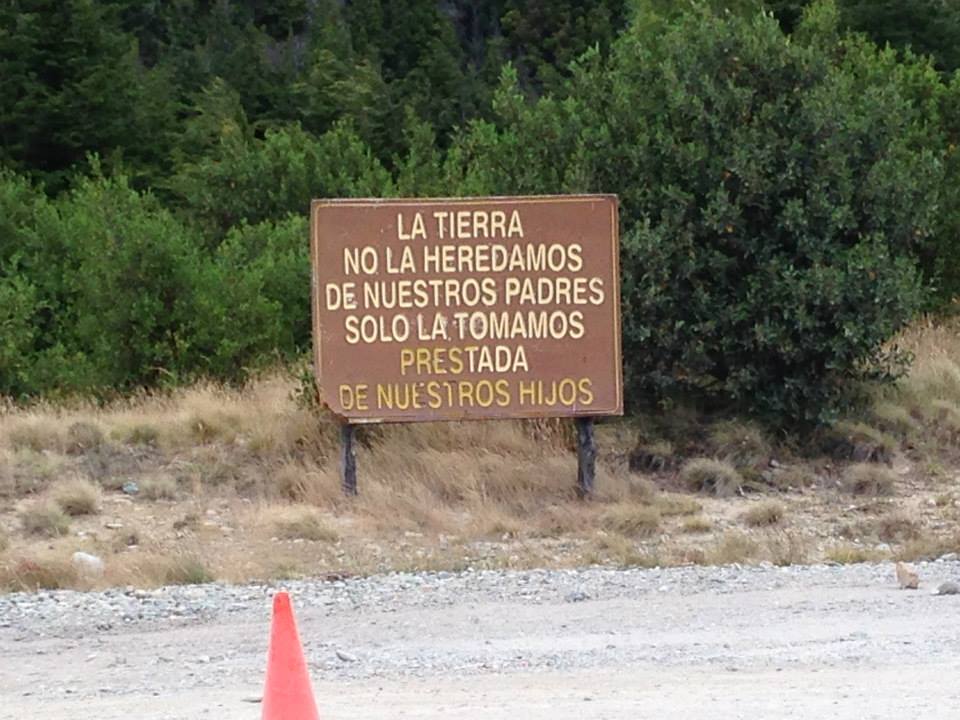 LA TIERRA
NO LA HEREDAMOS
DE NUESTROS PADRES
SOLO LA TOMAMOS
PRESTADA
DE NUESTROS HIJOS